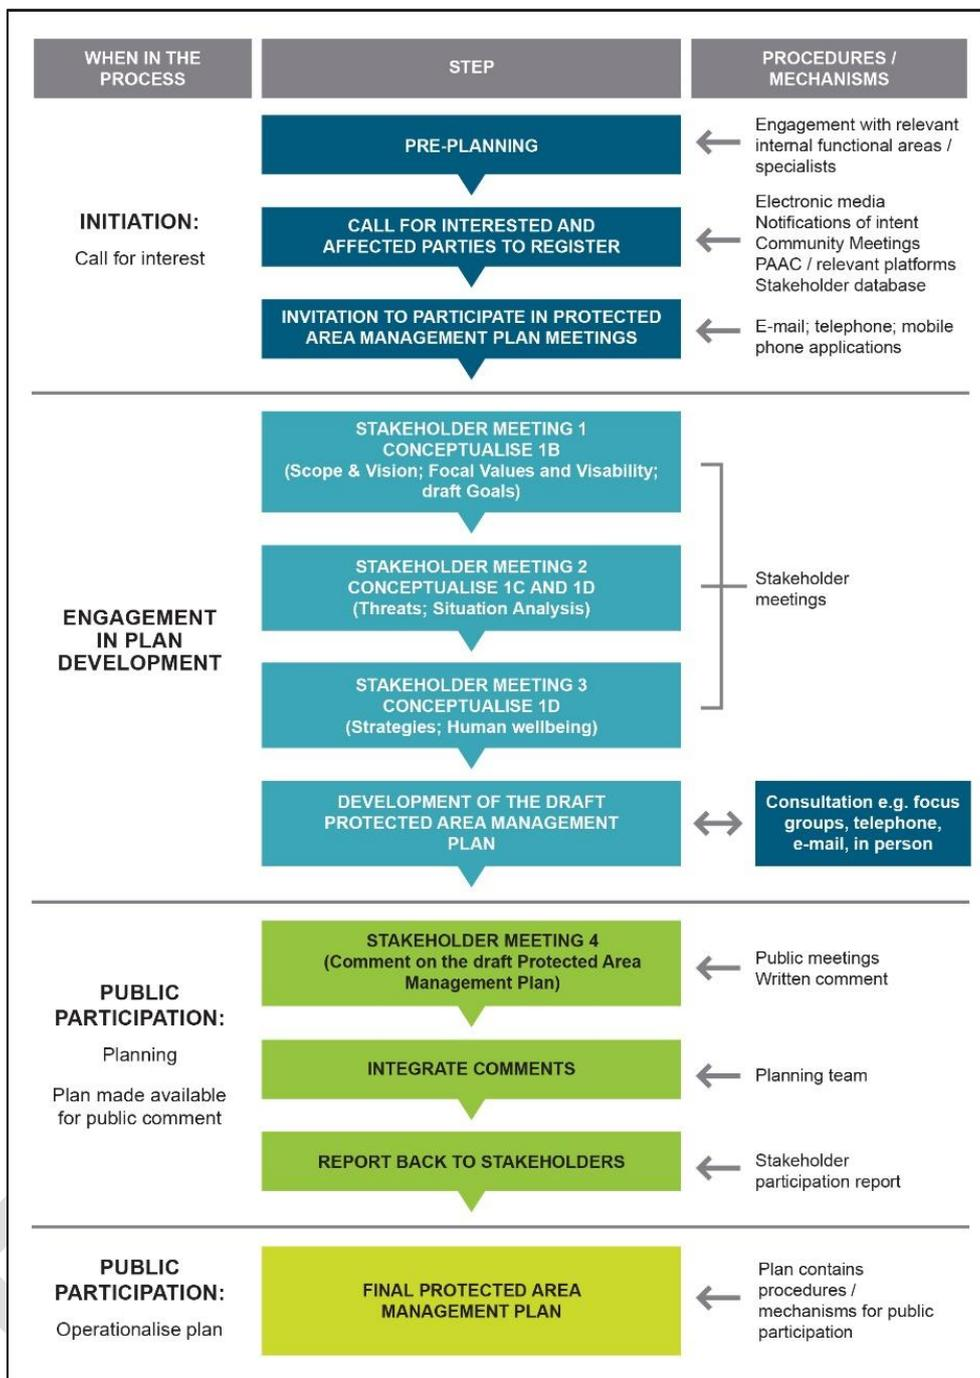 WHEN IN THE
PROCESS
STEP
PROCEDURES /
MECHANISMS
INITIATION:
Call for interest
PRE-PLANNING
Engagement with relevant
internal functional areas /
specialists
CALL FOR INTERESTED AND
AFFECTED PARTIES TO REGISTER
Electronic media
Notifications of intent
Community Meetings
PAAC / relevant platforms
Stakeholder database
INVITATION TO PARTICIPATE IN PROTECTED
AREA MANAGEMENT PLAN MEETINGS
E-mail; telephone; mobile
phone applications
ENGAGEMENT
IN PLAN
DEVELOPMENT
STAKEHOLDER MEETING 1
CONCEPTUALISE 1B
(Scope & Vision; Focal Values and Visability;
draft Goals)
STAKEHOLDER MEETING 2
CONCEPTUALISE 1C AND 1D
(Threats; Situation Analysis)
STAKEHOLDER MEETING 3
CONCEPTUALISE 1D
(Strategies; Human wellbeing)
Stakeholder
meetings
DEVELOPMENT OF THE DRAFT
PROTECTED AREA MANAGEMENT
PLAN
Consultation e.g. focus
groups, telephone,
e-mail, in person
PUBLIC
PARTICIPATION:
Planning
Plan made available
for public comment
STAKEHOLDER MEETING 4
(Comment on the draft Protected Area
Management Plan)
Public meetings
Written comment
INTEGRATE COMMENTS
Planning team
REPORT BACK TO STAKEHOLDERS
Stakeholder
participation report
PUBLIC
PARTICIPATION:
Operationalise plan
FINAL PROTECTED AREA
MANAGEMENT PLAN
Plan contains
procedures /
mechanisms for public
participation